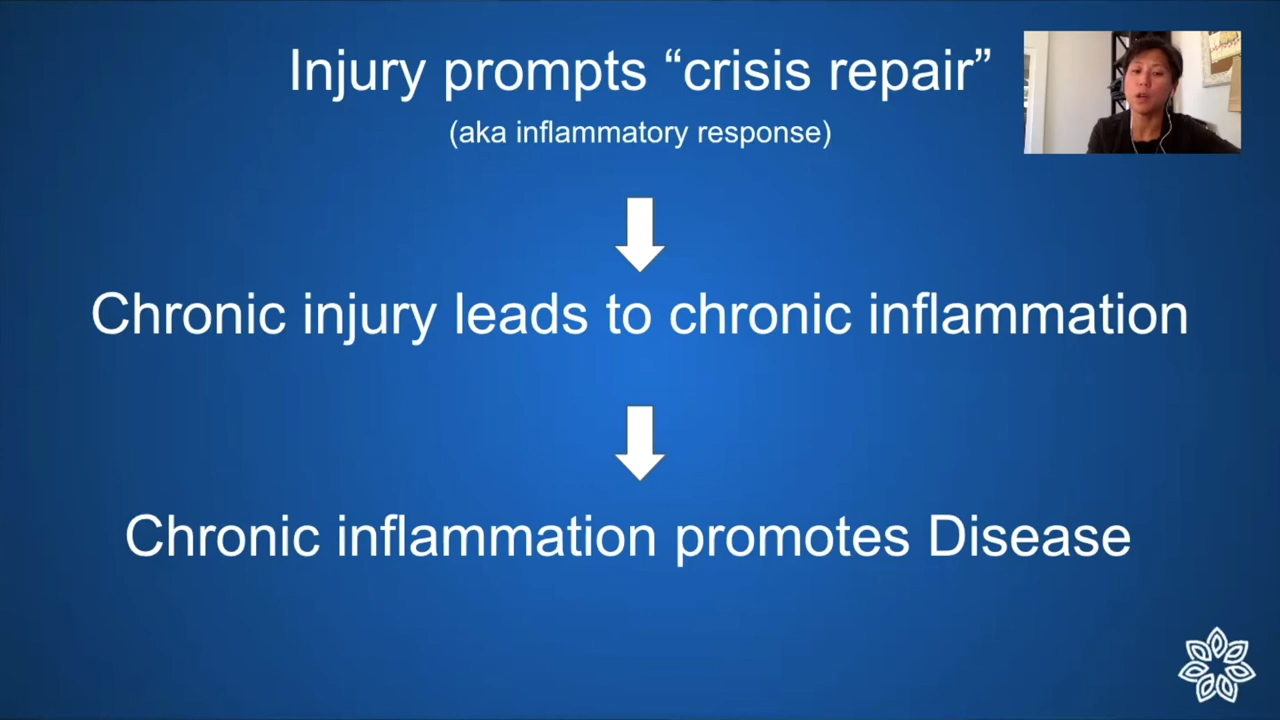 Injury prompts “crisis repair”
(aka inflammatory response)
Chronic injury leads to chronic inflammation
Chronic inflammation promotes Disease